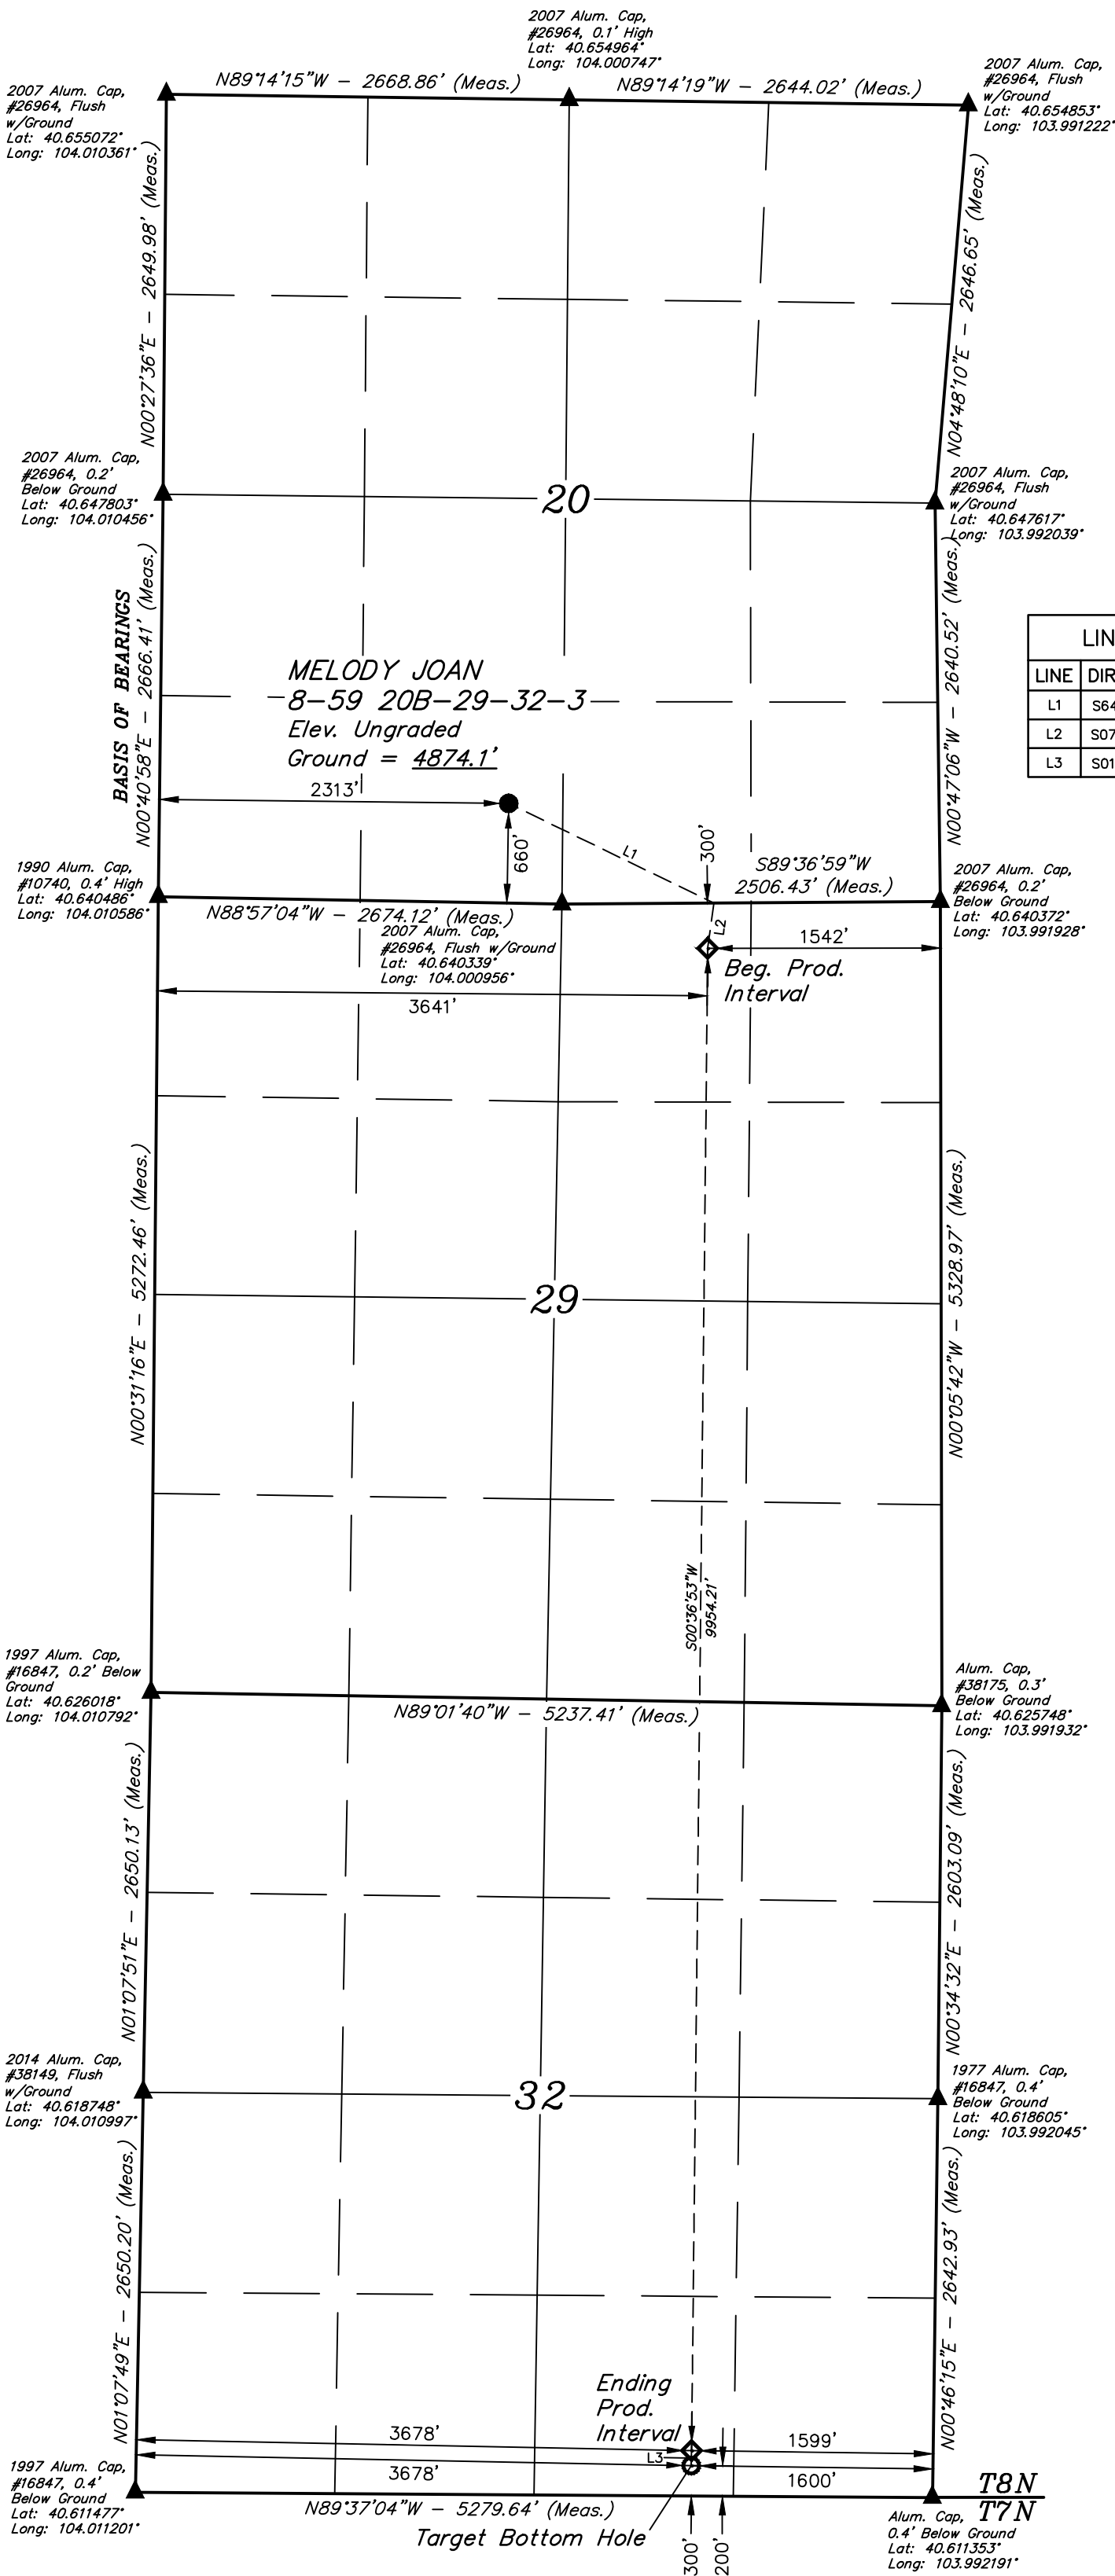 2007 Alum. Cap,
#26964, 0.1' High
Lat: 40.654964°
Long: 104.000747°
2007 Alum. Cap,
#26964, Flush
w/Ground
Lat: 40.655072°
Long: 104.010361°
N89°14'15"W - 2668.86' (Meas.)
N89°14'19"W - 2644.02' (Meas.)
2007 Alum. Cap,
#26964, Flush
w/Ground
Lat: 40.654853°
Long: 103.991222°
N00°27'36"E - 2649.98' (Meas.)
N04°48'10"E - 2646.65' (Meas.)
2007 Alum. Cap,
#26964, 0.2'
Below Ground
Lat: 40.647803°
Long: 104.010456°
20
2007 Alum. Cap,
#26964, Flush
w/Ground
Lat: 40.647617°
Long: 103.992039°
BASIS OF BEARINGS
N00°40'58"E - 2666.41' (Meas.)
N00°47'06"W - 2640.52' (Meas.)
MELODY JOAN
8-59 20B-29-32-3
Elev. Ungraded
Ground = 4874.1'
LIN
LINE DIR
L1 S64
L2 S07
L3 S01
2313'
660'
L1
300'
S89°36'59"W
2506.43' (Meas.)
1990 Alum. Cap,
#10740, 0.4' High
Lat: 40.640486°
Long: 104.010586°
N88°57'04"W - 2674.12' (Meas.)
2007 Alum. Cap,
#26964, Flush w/Ground
Lat: 40.640339°
Long: 104.000956°
2007 Alum. Cap,
#26964, 0.2'
Below Ground
Lat: 40.640372°
Long: 103.991928°
L2
1542'
Beg. Prod.
Interval
3641'
N00°31'16"E - 5272.46' (Meas.)
N00°05'42"W - 5328.97' (Meas.)
29
S00°36'53"W
9954.21'
1997 Alum. Cap,
#16847, 0.2' Below
Ground
Lat: 40.626018°
Long: 104.010792°
N89°01'40"W - 5237.41' (Meas.)
Alum. Cap,
#38175, 0.3'
Below Ground
Lat: 40.625748°
Long: 103.991932°
N01°07'51"E - 2650.13' (Meas.)
N00°34'32"E - 2603.09' (Meas.)
2014 Alum. Cap,
#38149, Flush
w/Ground
Lat: 40.618748°
Long: 104.010997°
32
1977 Alum. Cap,
#16847, 0.4'
Below Ground
Lat: 40.618605°
Long: 103.992045°
N01°07'49"E - 2650.20' (Meas.)
N00°46'15"E - 2642.93' (Meas.)
Ending
Prod.
Interval
3678'
1599'
L3
3678'
1600'
1997 Alum. Cap,
#16847, 0.4'
Below Ground
Lat: 40.611477°
Long: 104.011201°
N89°37'04"W - 5279.64' (Meas.)
T8N
T7N
Target Bottom Hole
300'
200'
Alum. Cap,
0.4' Below Ground
Lat: 40.611353°
Long: 103.992191°